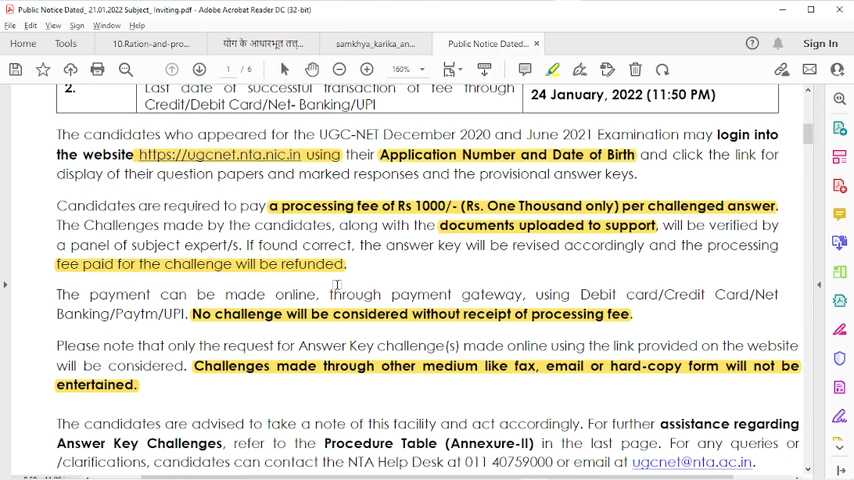 Public Notice Dated_ 21.01.2022 Subject_ Inviting.pdf - Adobe Acrobat Reader DC (32-bit)
File Edit View Sign Window Help
Home Tools 10.Ration-and-pro... योग के आधारभूत तत्त्... samkhya_karika_an... Public Notice Dated... × Sign In
1 / 6 160%
2. Last date of successful transaction of fee through 24 January, 2022 (11:50 PM)
Credit/Debit Card/Net- Banking/UPI
The candidates who appeared for the UGC-NET December 2020 and June 2021 Examination may login into
the website https://ugcnet.nta.nic.in using their Application Number and Date of Birth and click the link for
display of their question papers and marked responses and the provisional answer keys.
Candidates are required to pay a processing fee of Rs 1000/- (Rs. One Thousand only) per challenged answer.
The Challenges made by the candidates, along with the documents uploaded to support, will be verified by
a panel of subject expert/s. If found correct, the answer key will be revised accordingly and the processing
fee paid for the challenge will be refunded.
The payment can be made online, through payment gateway, using Debit card/Credit Card/Net
Banking/Paytm/UPI. No challenge will be considered without receipt of processing fee.
Please note that only the request for Answer Key challenge(s) made online using the link provided on the website
will be considered. Challenges made through other medium like fax, email or hard-copy form will not be
entertained.
The candidates are advised to take a note of this facility and act accordingly. For further assistance regarding
Answer Key Challenges, refer to the Procedure Table (Annexure-II) in the last page. For any queries or
/clarifications, candidates can contact the NTA Help Desk at 011 40759000 or email at ugcnet@nta.ac.in.